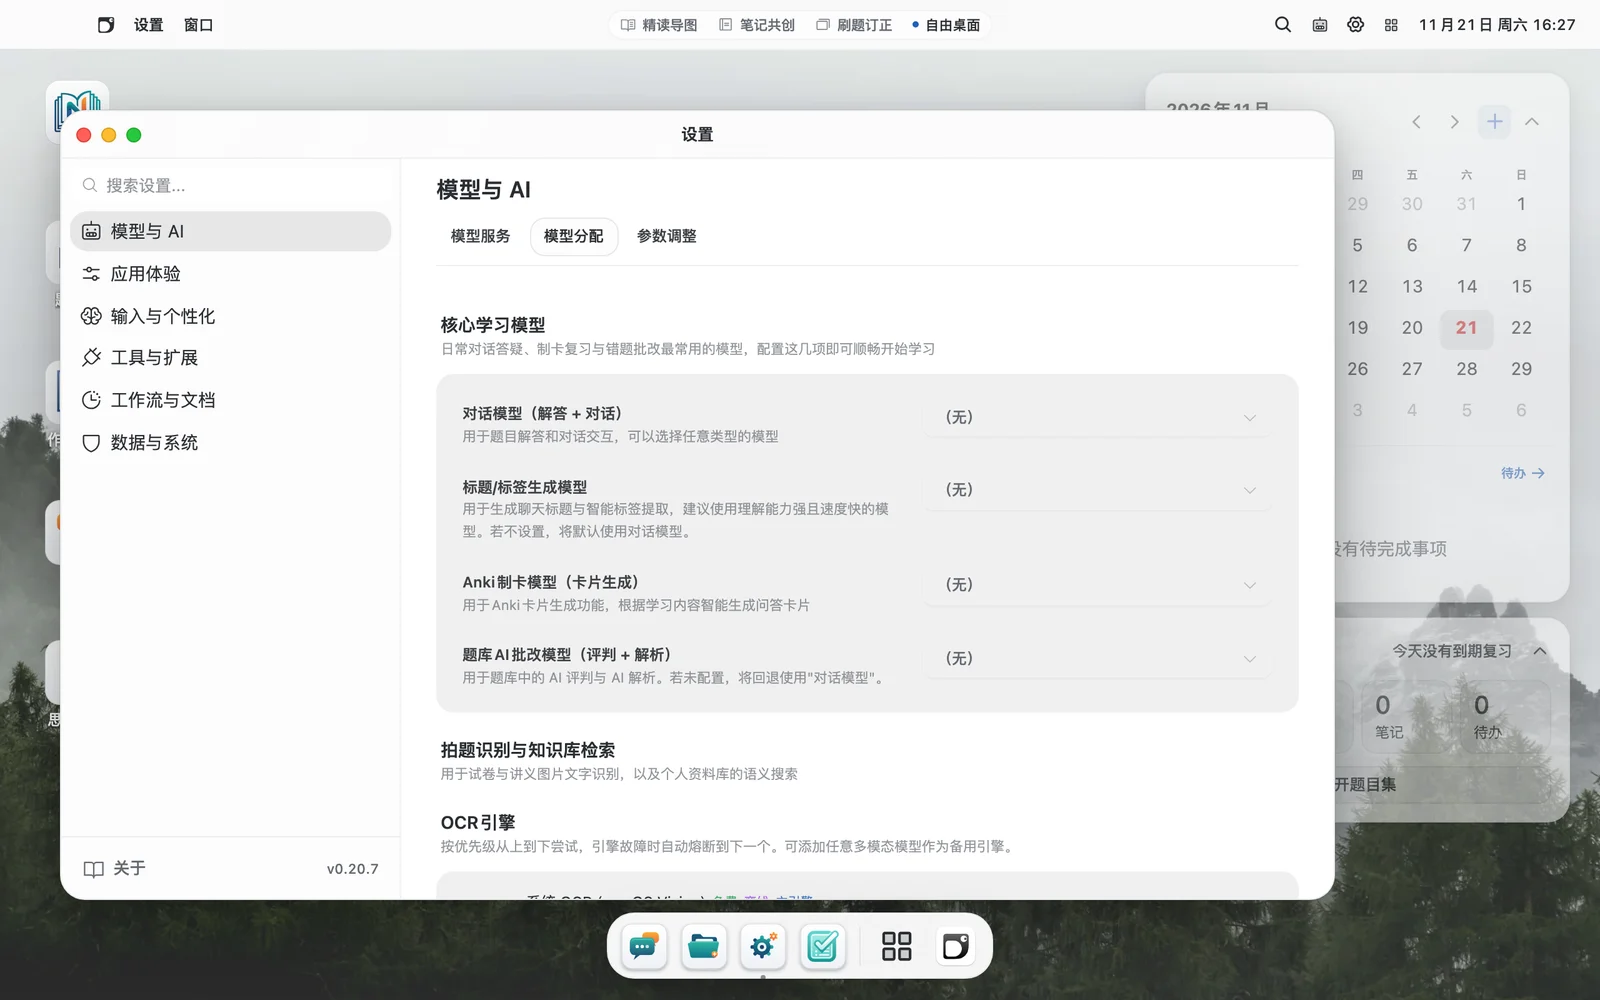 设置
窗口
精读导图
笔记共创
刷题订正
自由桌面
11月21日 周六 16:27
2026年11月
设置
搜索设置...
模型与 AI
应用体验
输入与个性化
工具与扩展
工作流与文档
数据与系统
关于
v0.20.7
模型与 AI
模型服务
模型分配
参数调整
核心学习模型
日常对话答疑、制卡复习与错题批改最常用的模型，配置这几项即可顺畅开始学习
对话模型（解答 + 对话）
用于题目解答和对话交互，可以选择任意类型的模型
(无)
标题/标签生成模型
用于生成聊天标题与智能标签提取，建议使用理解能力强且速度快的模
型。若不设置，将默认使用对话模型。
(无)
Anki制卡模型（卡片生成）
用于Anki卡片生成功能，根据学习内容智能生成问答卡片
(无)
题库AI批改模型（评判 + 解析）
用于题库中的 AI 评判与 AI 解析。若未配置，将回退使用"对话模型"。
(无)
拍题识别与知识库检索
用于试卷与讲义图片文字识别，以及个人资料库的语义搜索
OCR引擎
按优先级从上到下尝试，引擎故障时自动熔断到下一个。可添加任意多模态模型作为备用引擎。
四 五 六 日
29 30 31 1
5 6 7 8
12 13 14 15
19 20 21 22
26 27 28 29
3 4 5 6
待办
有待完成事项
今天没有到期复习
0
笔记
0
待办
开题目集
思